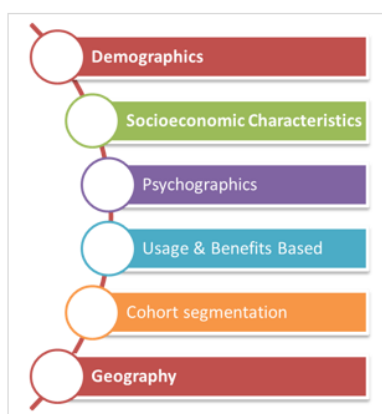 Demographics
Socioeconomic Characteristics
Psychographics
Usage & Benefits Based
Cohort segmentation
Geography